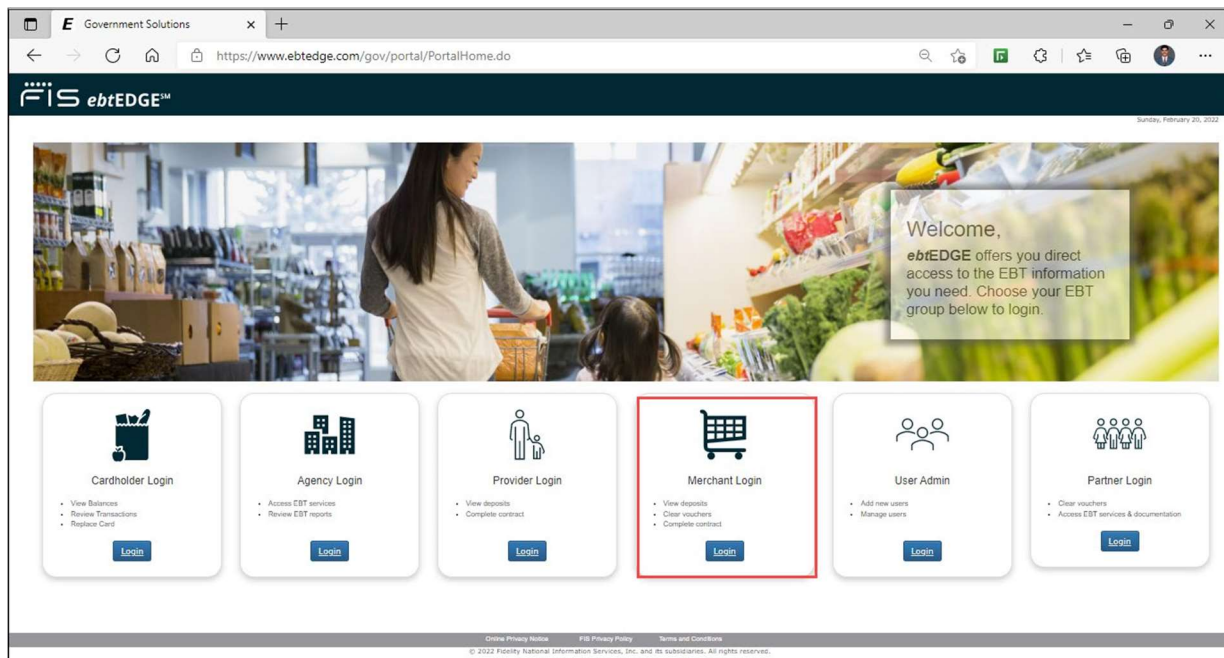 E Government Solutions
https://www.ebtedge.com/gov/portal/PortalHome.do
FIS ebtEDGE℠
Sunday, February 20, 2022
Welcome,
ebtEDGE offers you direct
access to the EBT information
you need. Choose your EBT
group below to login.
Cardholder Login
• View Balances
• Review Transactions
• Replace Card
Login
Agency Login
• Access EBT services
• Review EBT reports
Login
Provider Login
• View deposits
• Complete contract
Login
Merchant Login
• View deposits
• Clear vouchers
• Complete contract
Login
User Admin
• Add new users
• Manage users
Login
Partner Login
• Clear vouchers
• Access EBT services & documentation
Login
Online Privacy Notice FIS Privacy Policy Terms and Conditions
© 2022 Fidelity National Information Services, Inc. and its subsidiaries. All rights reserved.